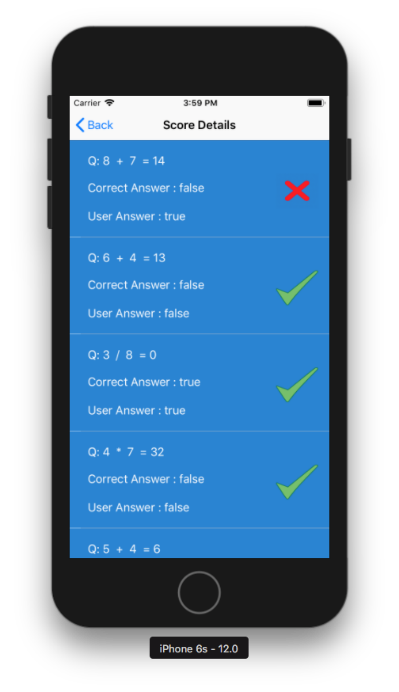 Carrier 3:59 PM
Back Score Details
Q: 8 + 7 = 14
Correct Answer : false
User Answer : true
Q: 6 + 4 = 13
Correct Answer : false
User Answer : false
Q: 3 / 8 = 0
Correct Answer : true
User Answer : true
Q: 4 * 7 = 32
Correct Answer : false
User Answer : false
Q: 5 + 4 = 6
iPhone 6s - 12.0